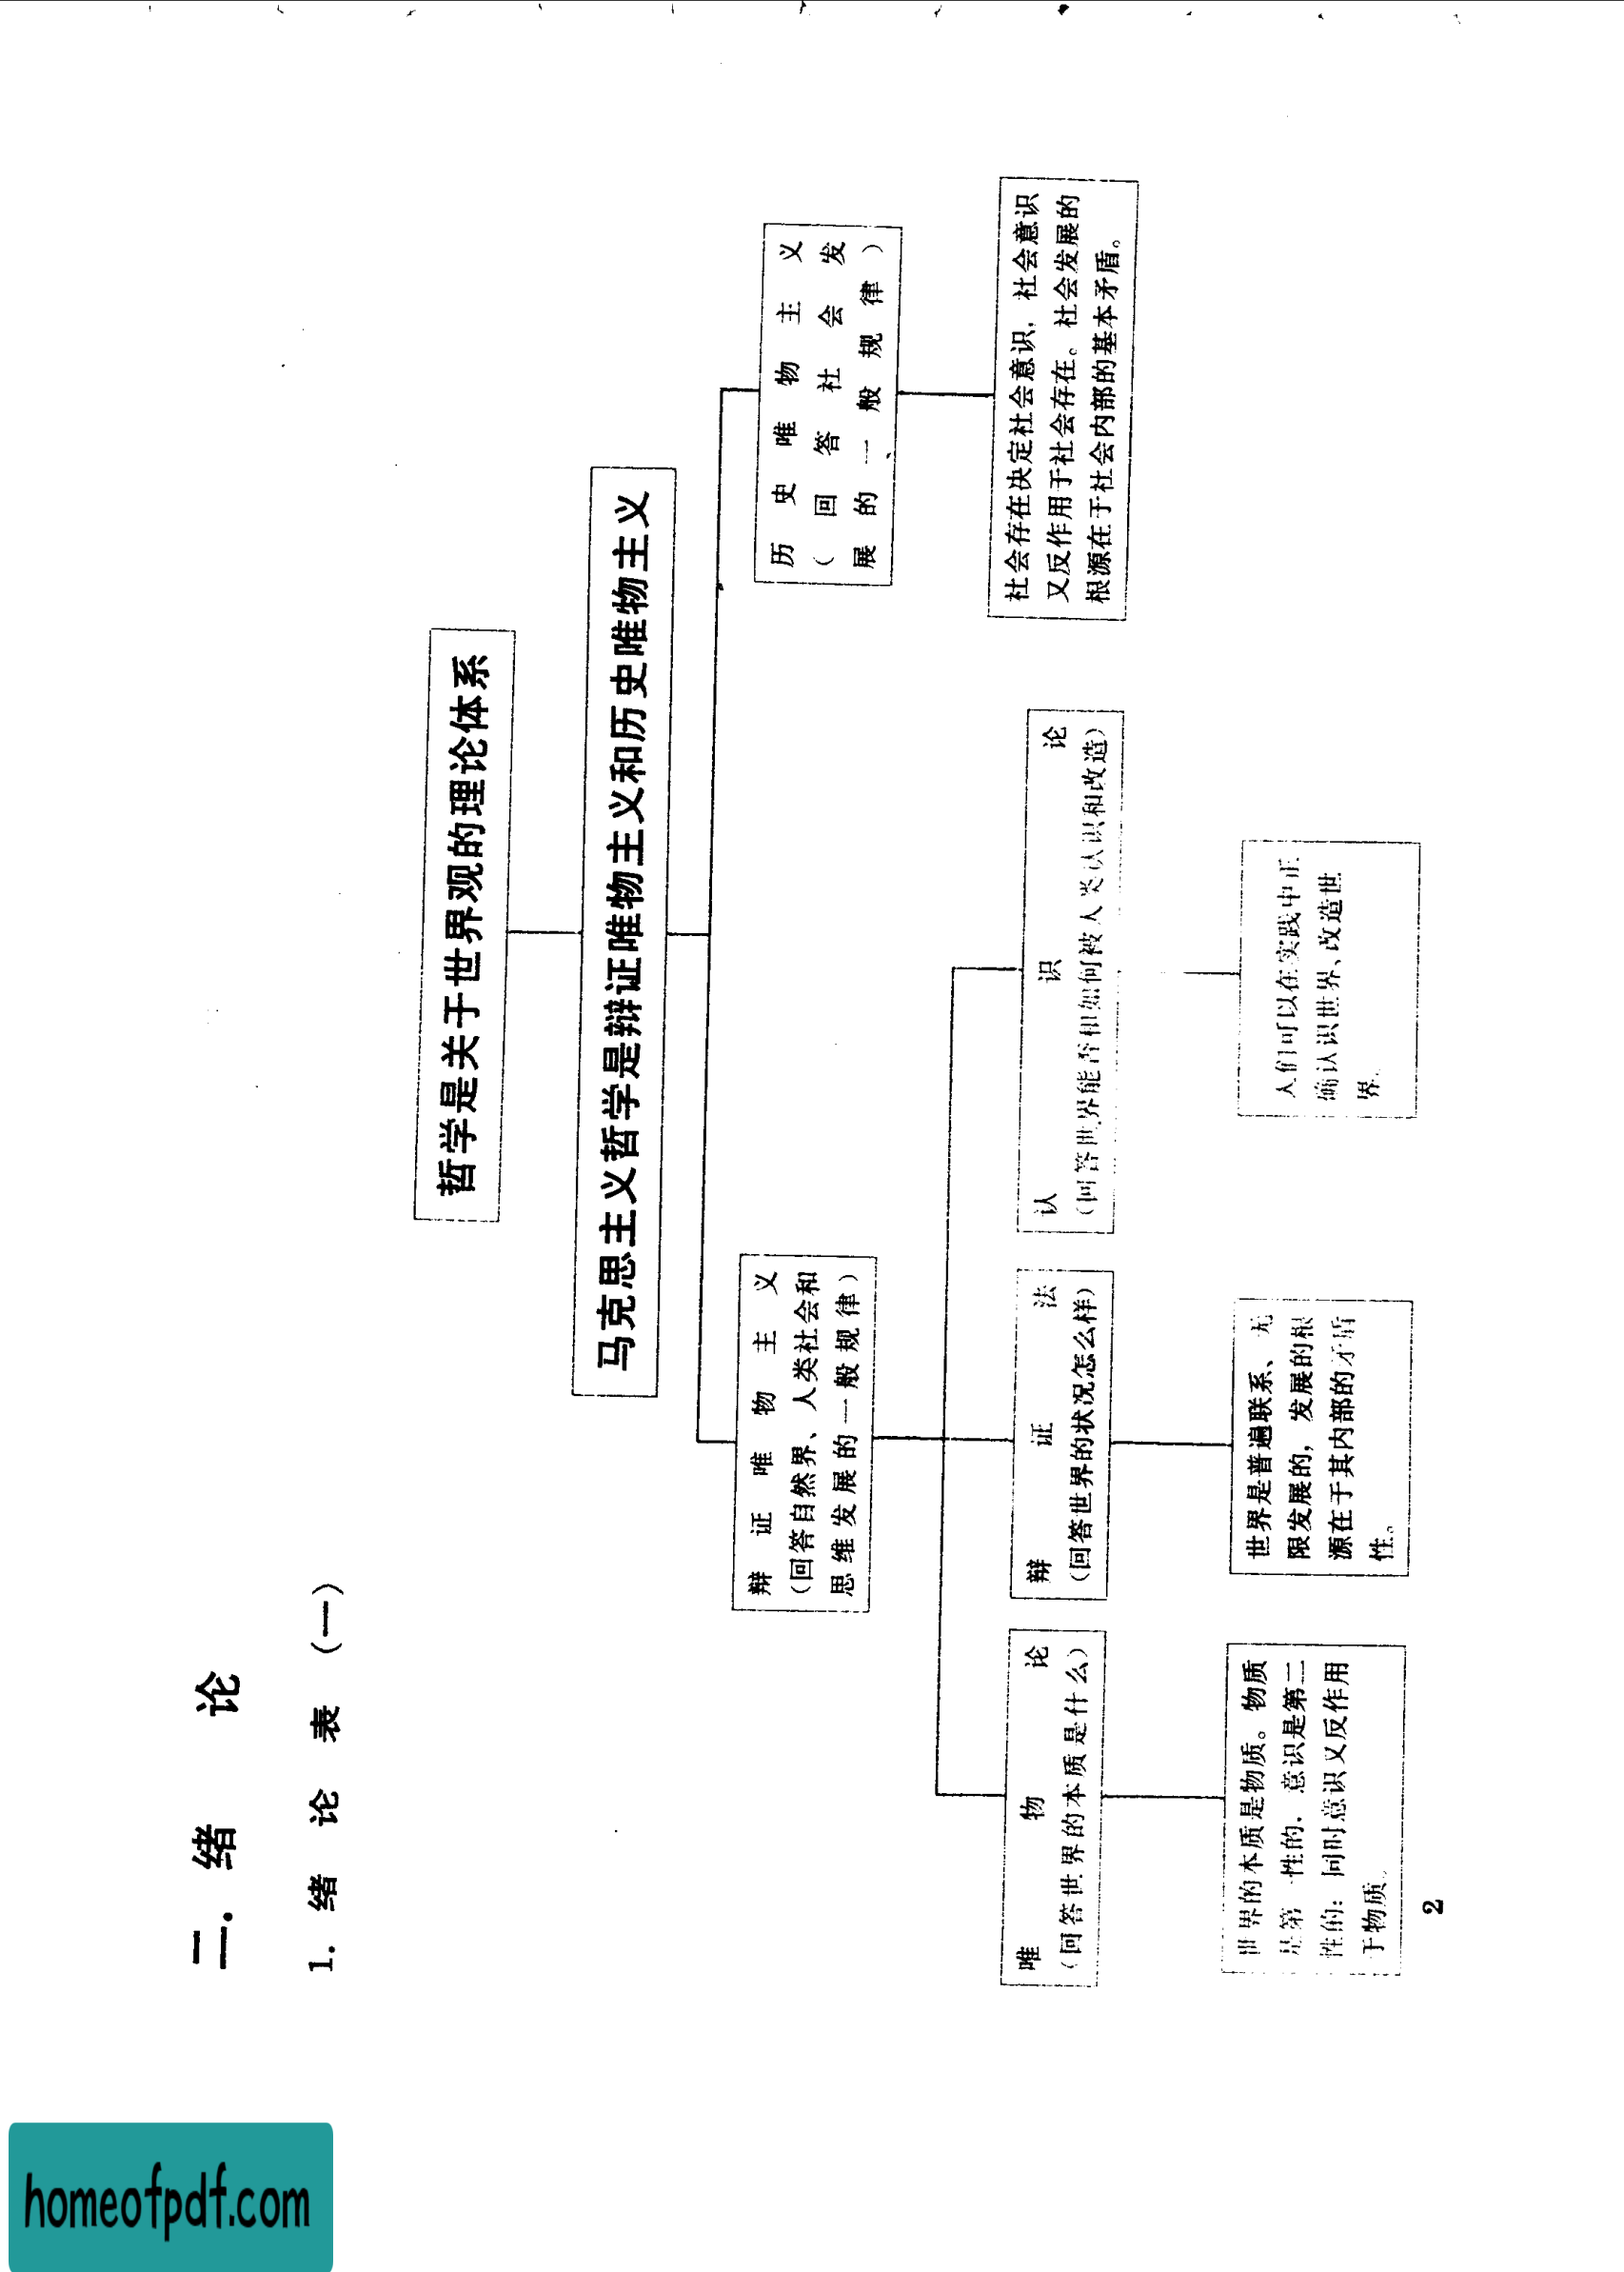 二. 绪 论
1. 绪 论 表 (一)
哲学是关于世界观的理论体系
马克思主义哲学是辩证唯物主义和历史唯物主义
辩 证 唯 物 主 义
(回答自然界、人类社会和
思 维 发 展 的 一 般 规 律)
历 史 唯 物 主 义
( 回 答 社 会 发
展 的 一 般 规 律 )
唯 物 论
(回答世界的本质是什么)
辩 证 法
(回答世界的状况怎么样)
认 识 论
(回答世界能否和如何被人类认识和改造)
社会存在决定社会意识, 社会意识
又反作用于社会存在。社会发展的
根源在于社会内部的基本矛盾。
世界的本质是物质。物质
是第一性的, 意识是第二
性的; 同时意识又反作用
于物质。
世界是普遍联系、无
限发展的, 发展的根
源在于其内部的矛盾
性。
人们可以在实践中正
确认识世界、改造世
界。
2
homeofpdf.com